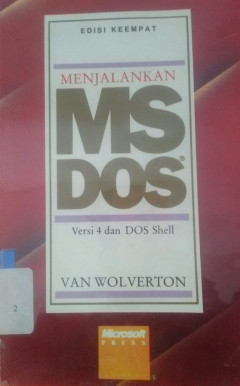 EDISI KEEMPAT
MENJALANKAN
MS
DOS®
Versi 4 dan DOS Shell
VAN WOLVERTON
2
Microsoft
PRESS